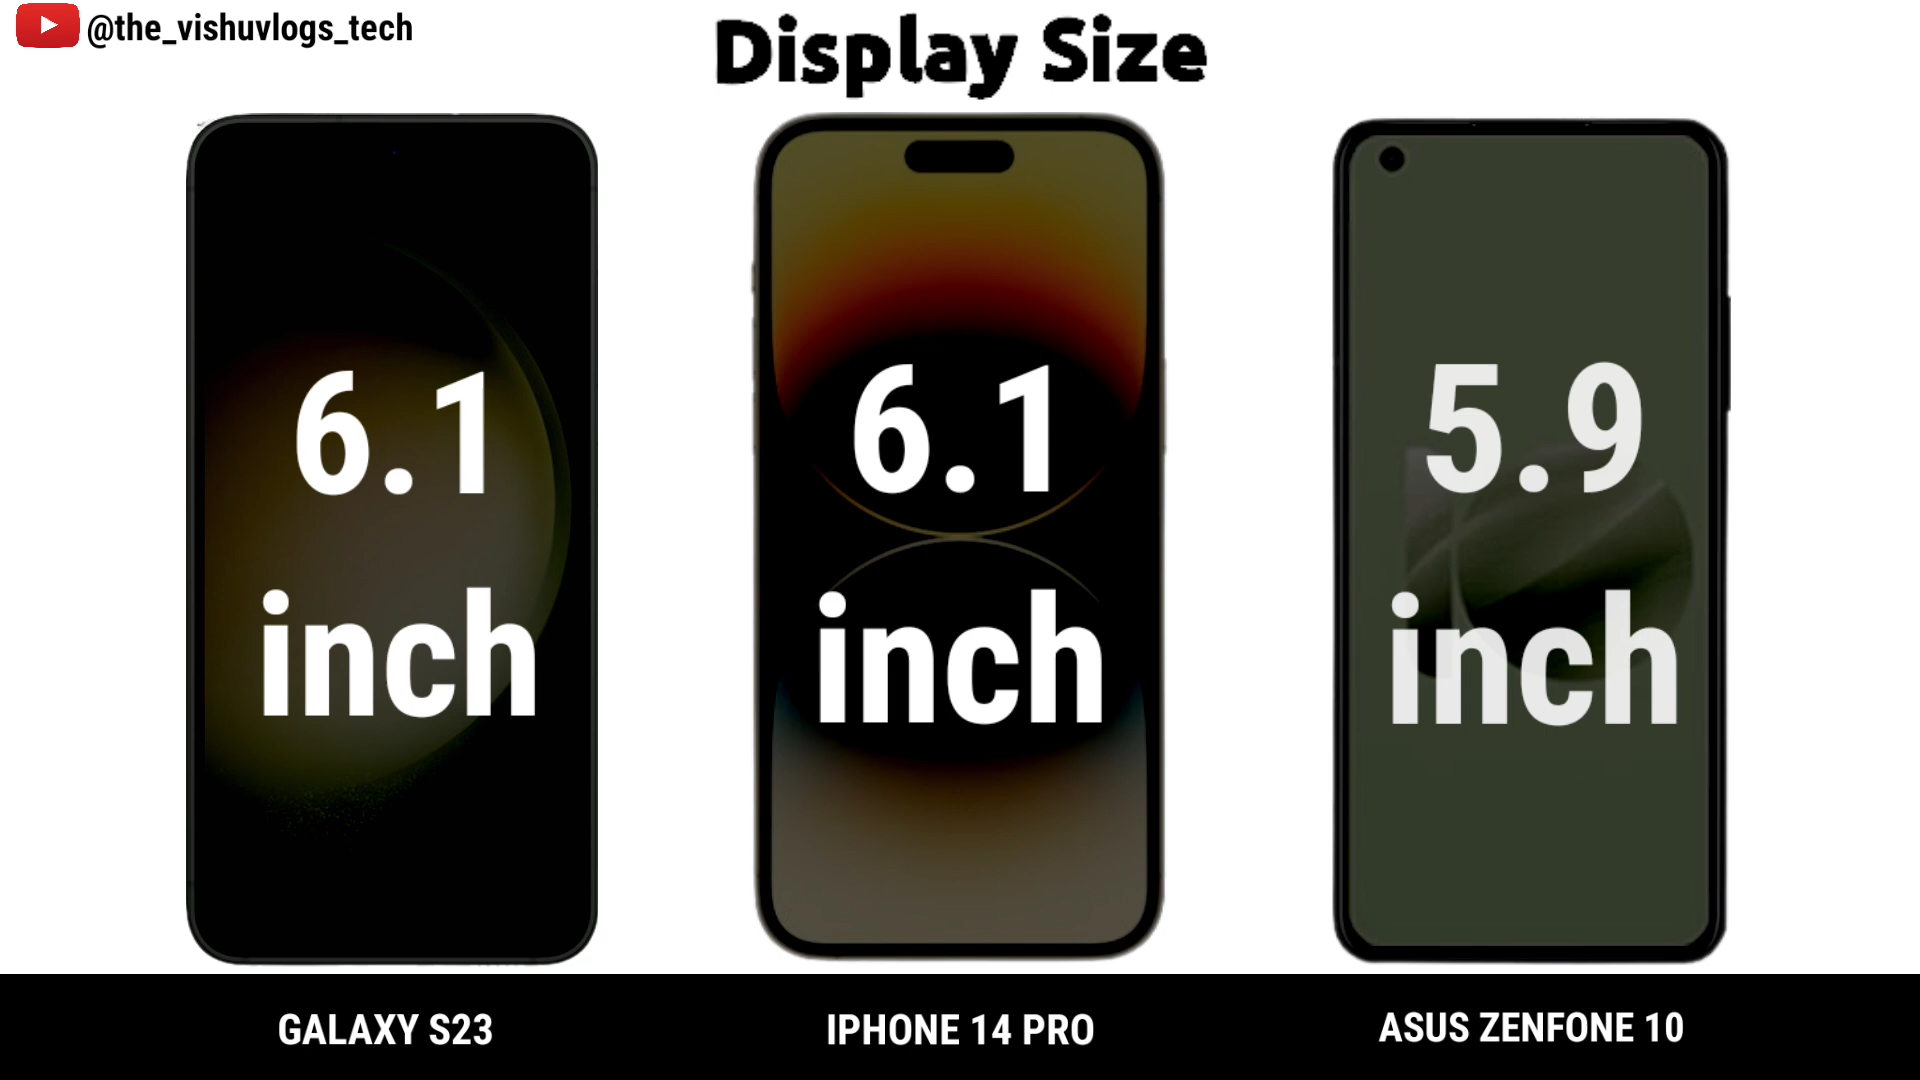 @the_vishuvlogs_tech
Display Size
6.1
inch
6.1
inch
5.9
inch
GALAXY S23
IPHONE 14 PRO
ASUS ZENFONE 10